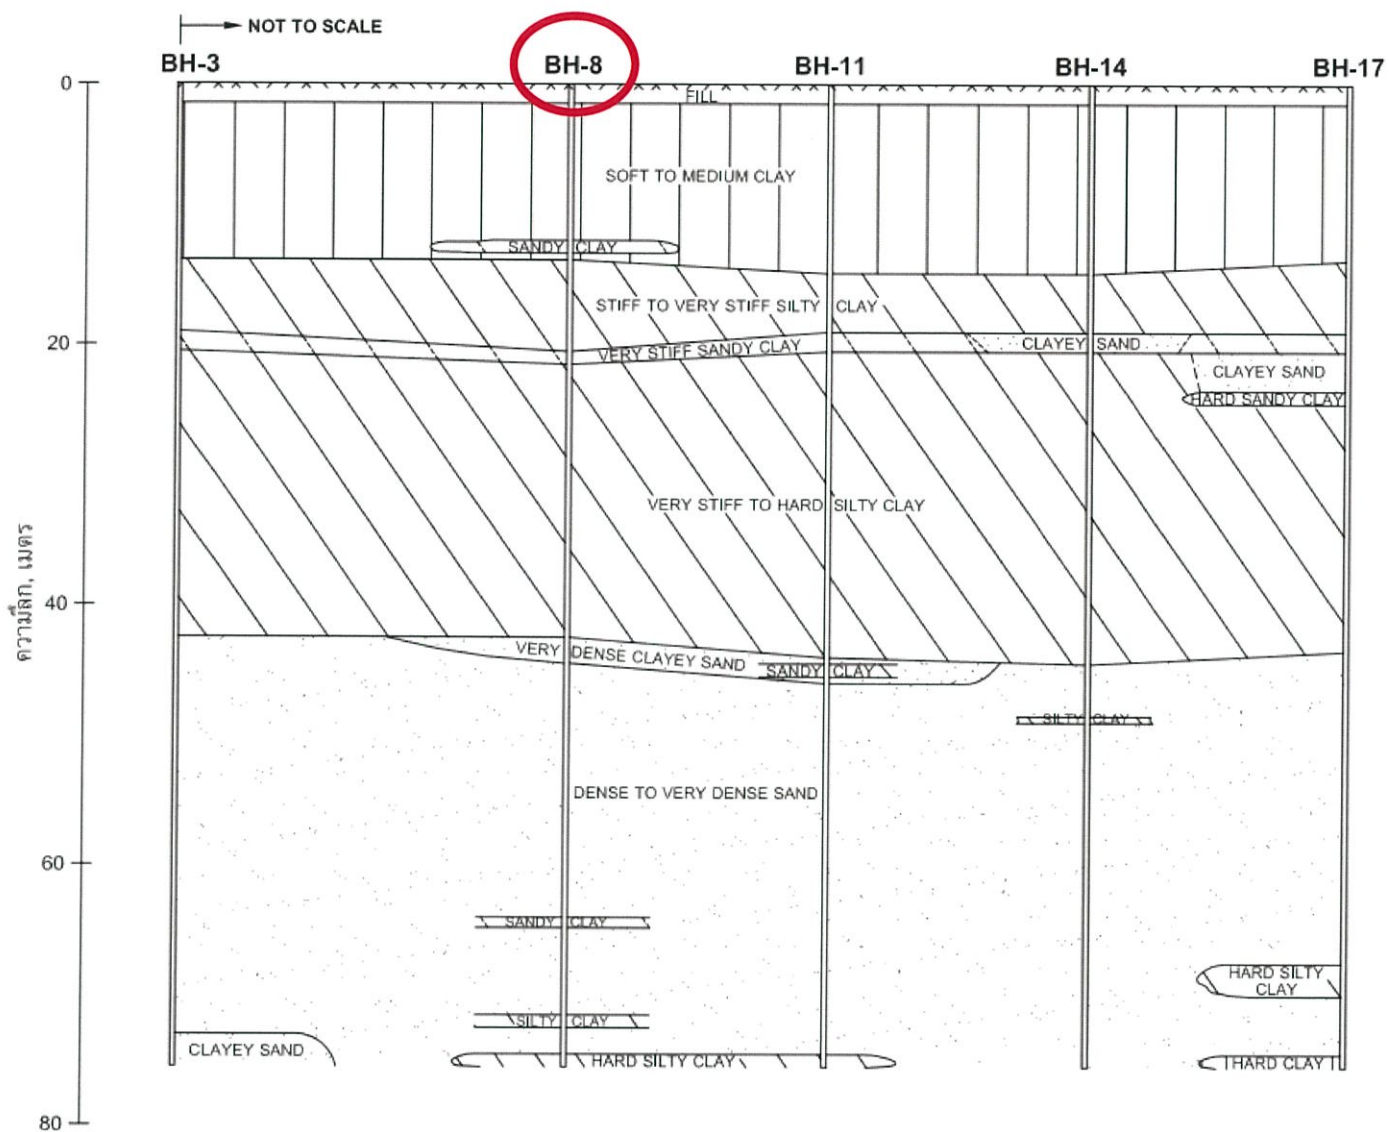 NOT TO SCALE
BH-3 BH-8 BH-11 BH-14 BH-17
0
FILL
SOFT TO MEDIUM CLAY
SANDY CLAY
STIFF TO VERY STIFF SILTY CLAY
20
VERY STIFF SANDY CLAY
CLAYEY SAND
CLAYEY SAND
HARD SANDY CLAY
VERY STIFF TO HARD SILTY CLAY
ความลึก, เมตร
40
VERY DENSE CLAYEY SAND
SANDY CLAY
SILTY CLAY
DENSE TO VERY DENSE SAND
60
SANDY CLAY
HARD SILTY
CLAY
SILTY CLAY
CLAYEY SAND
HARD SILTY CLAY
HARD CLAY
80